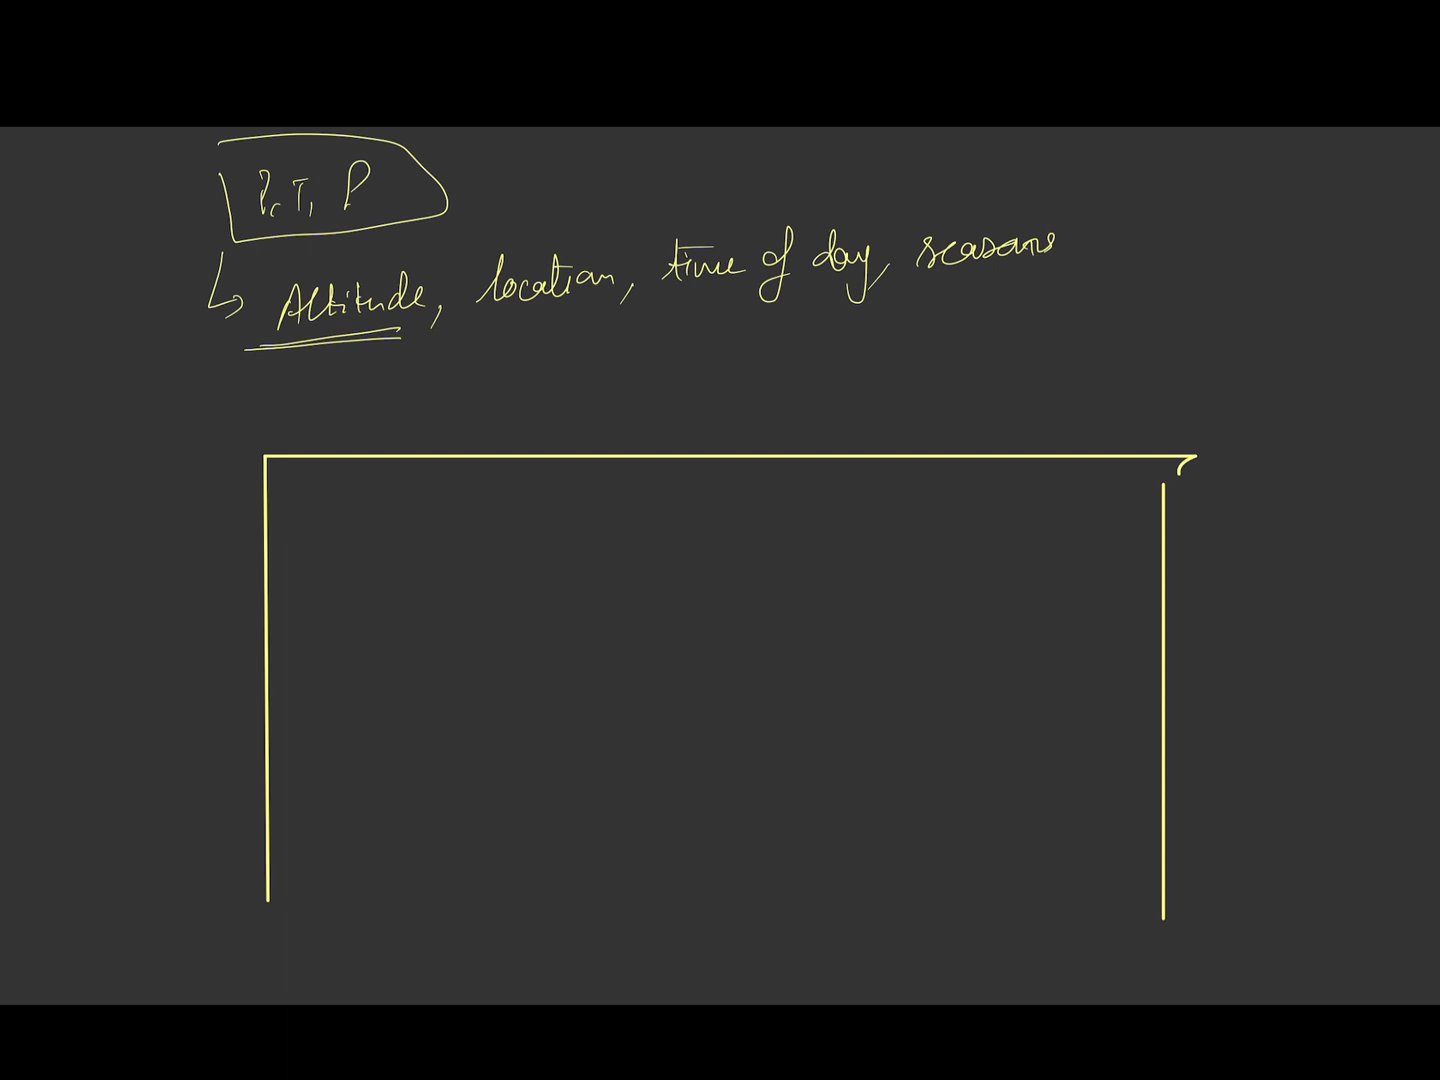 P, T, ρ
Altitude, location, time of day, seasons